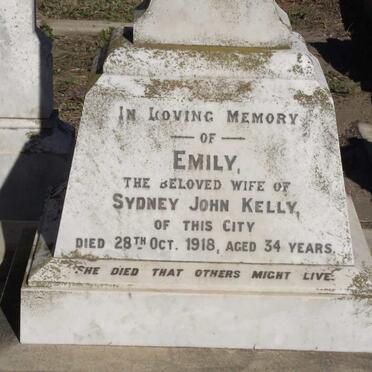 IN LOVING MEMORY
OF
EMILY,
THE BELOVED WIFE OF
SYDNEY JOHN KELLY,
OF THIS CITY
DIED 28TH OCT. 1918, AGED 34 YEARS.
SHE DIED THAT OTHERS MIGHT LIVE.